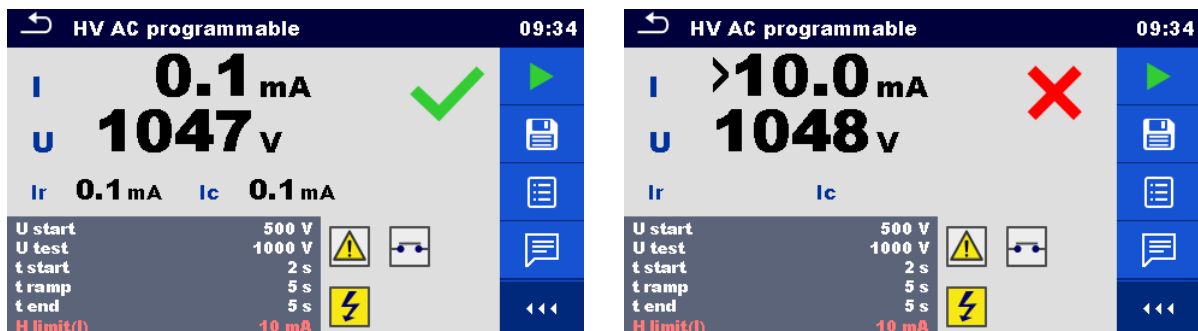 HV AC programmable 09:34
I 0.1 mA
U 1047 V
Ir 0.1 mA Ic 0.1 mA
U start 500 V
U test 1000 V
t start 2 s
t ramp 5 s
t end 5 s
H limit(I) 10 mA
HV AC programmable 09:34
I >10.0 mA
U 1048 V
Ir Ic
U start 500 V
U test 1000 V
t start 2 s
t ramp 5 s
t end 5 s
H limit(I) 10 mA